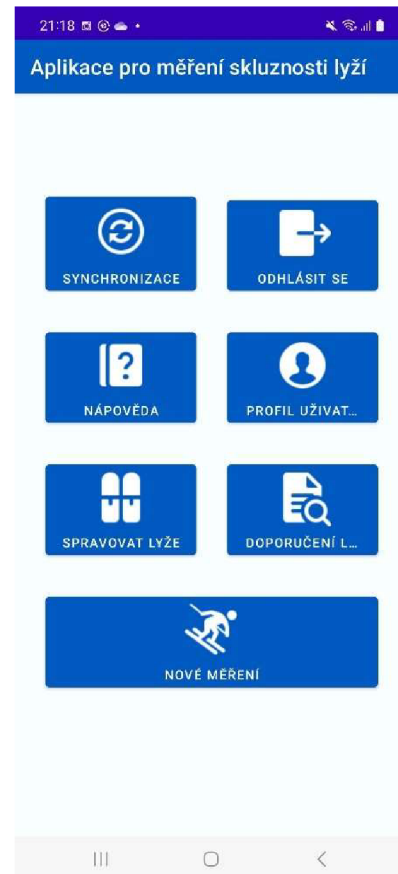 21:18
Aplikace pro měření skluznosti lyží
SYNCHRONIZACE
ODHLÁSIT SE
NÁPOVĚDA
PROFIL UŽIVAT...
SPRAVOVAT LYŽE
DOPORUČENÍ L...
NOVÉ MĚŘENÍ